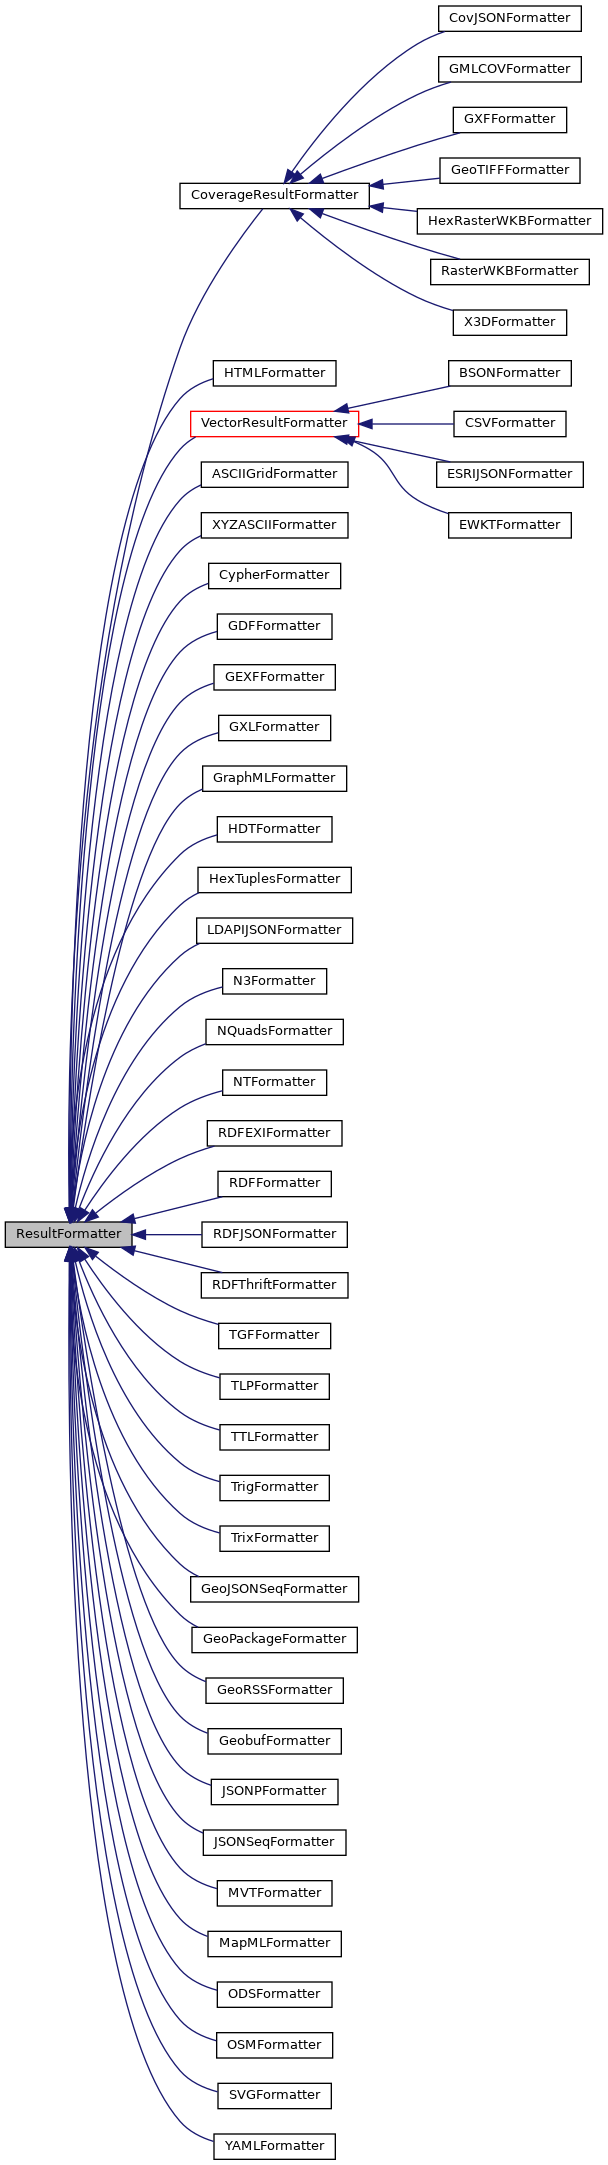 CovJSONFormatter
GMLCOVFormatter
GXFFormatter
GeoTIFFFormatter
CoverageResultFormatter
HexRasterWKBFormatter
RasterWKBFormatter
X3DFormatter
HTMLFormatter
BSONFormatter
VectorResultFormatter
CSVFormatter
ASCIIGridFormatter
ESRIJSONFormatter
XYZASCIIFormatter
EWKTFormatter
CypherFormatter
GDFFormatter
GEXFFormatter
GXLFormatter
GraphMLFormatter
HDTFormatter
HexTuplesFormatter
LDAPIJSONFormatter
N3Formatter
NQuadsFormatter
NTFormatter
RDFEXIFormatter
RDFFormatter
ResultFormatter
RDFJSONFormatter
RDFThriftFormatter
TGFFormatter
TLPFormatter
TTLFormatter
TrigFormatter
TrixFormatter
GeoJSONSeqFormatter
GeoPackageFormatter
GeoRSSFormatter
GeobufFormatter
JSONPFormatter
JSONSeqFormatter
MVTFormatter
MapMLFormatter
ODSFormatter
OSMFormatter
SVGFormatter
YAMLFormatter